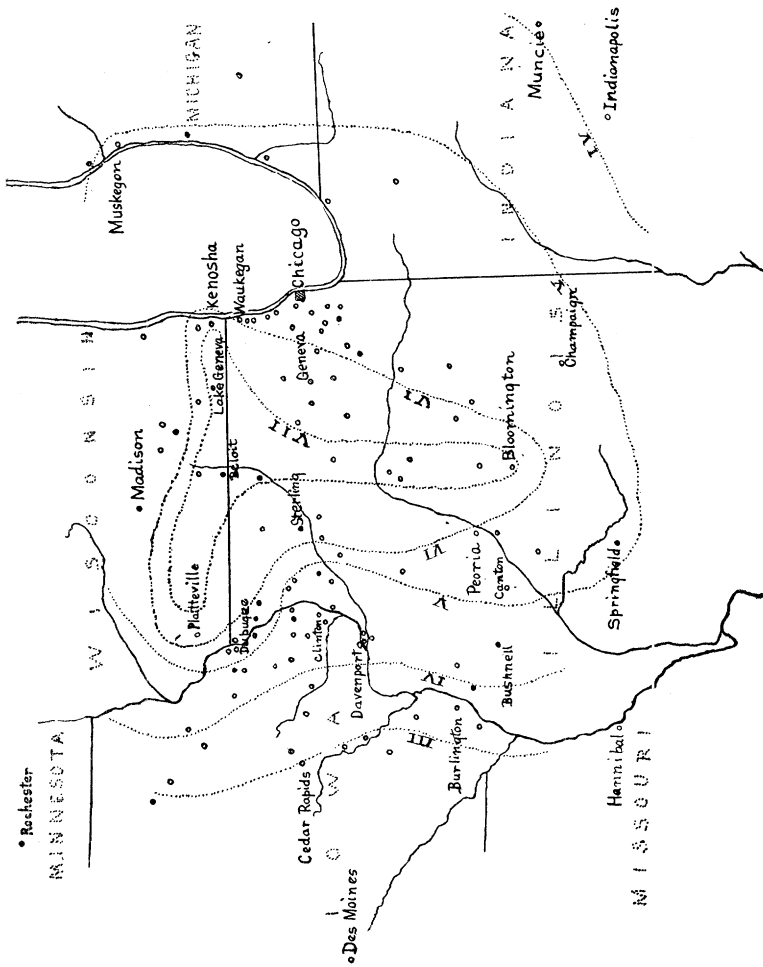 Rochester
MINNESOTA
WISCONSIN
Muskegon
Madison
MICHIGAN
Platteville
Kenosha
Lake Geneva
Beloit
Waukegan
Dubuque
Chicago
Geneva
Sterling
Clinton
Cedar Rapids
VII
IOWA
Davenport
Des Moines
VI
III
IV
V
VI
Burlington
Peoria
Canton
Bushnell
Bloomington
INDIANA
Muncie
ILLINOIS
Champaign
IV
Indianapolis
Springfield
Hannibal
MISSOURI